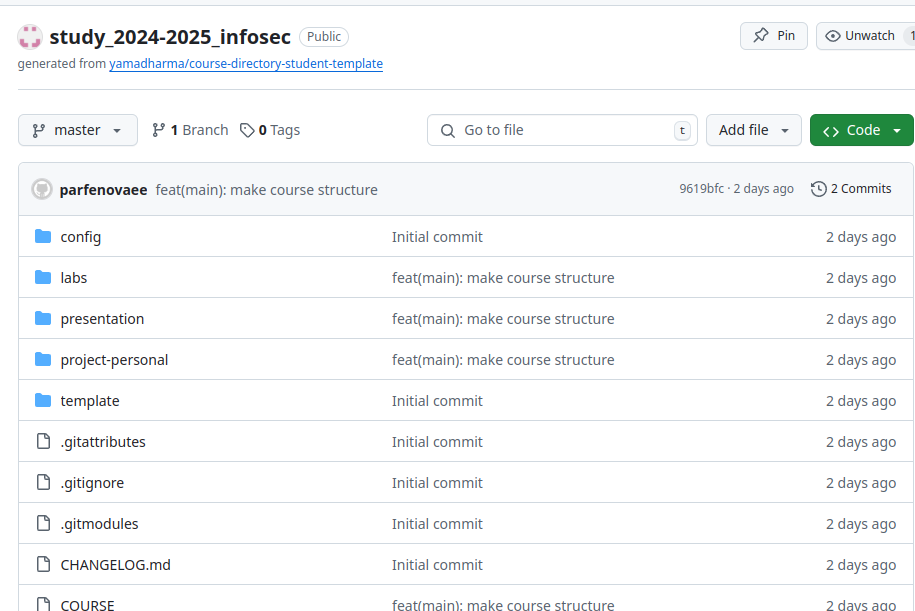 study_2024-2025_infosec Public Pin Unwatch 1
generated from yamadharma/course-directory-student-template
master 1 Branch 0 Tags Go to file t Add file Code
parfenovaee feat(main): make course structure 9619bfc · 2 days ago 2 Commits
config Initial commit 2 days ago
labs feat(main): make course structure 2 days ago
presentation feat(main): make course structure 2 days ago
project-personal feat(main): make course structure 2 days ago
template Initial commit 2 days ago
.gitattributes Initial commit 2 days ago
.gitignore Initial commit 2 days ago
.gitmodules Initial commit 2 days ago
CHANGELOG.md Initial commit 2 days ago
COURSE feat(main): make course structure 2 days ago